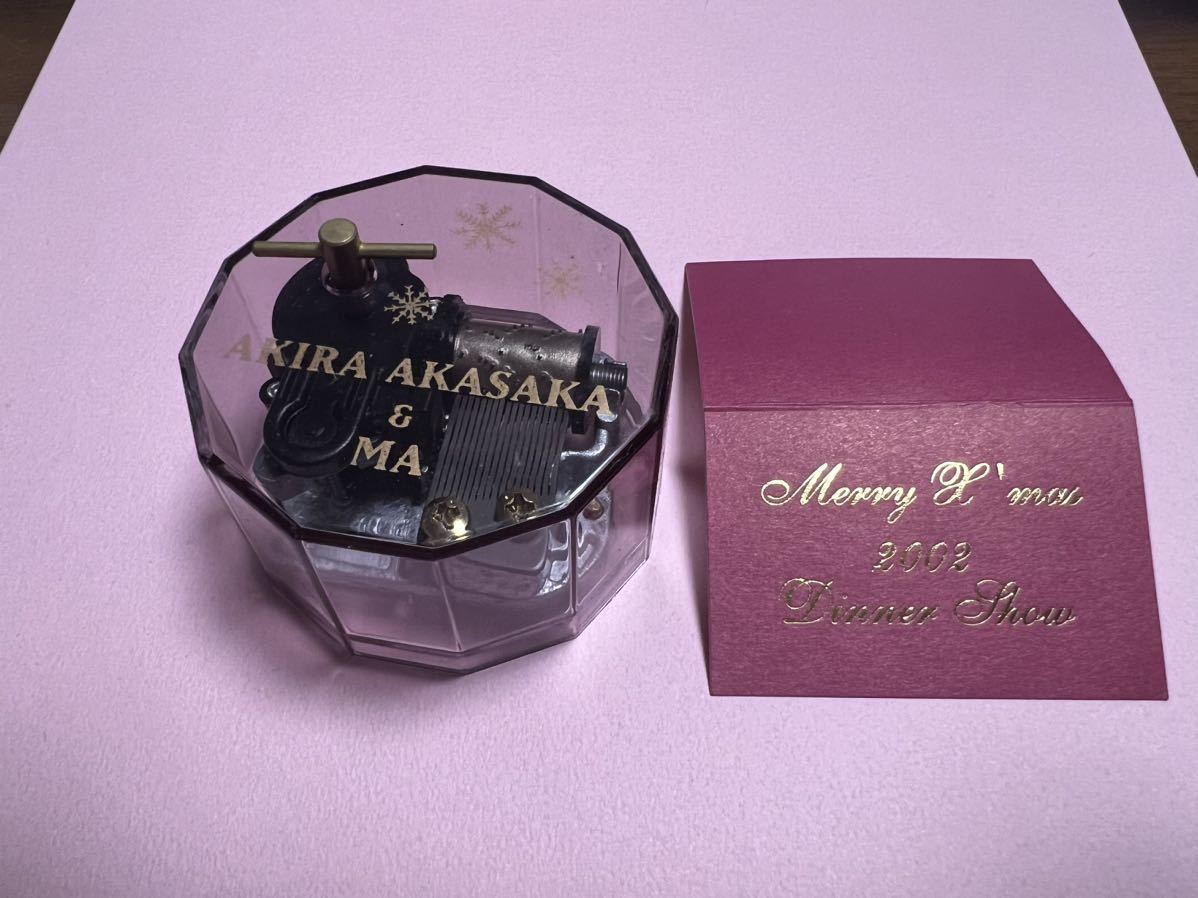 AKIRA AKASAKA
&
MA
Merry X'mas
2002
Dinner Show